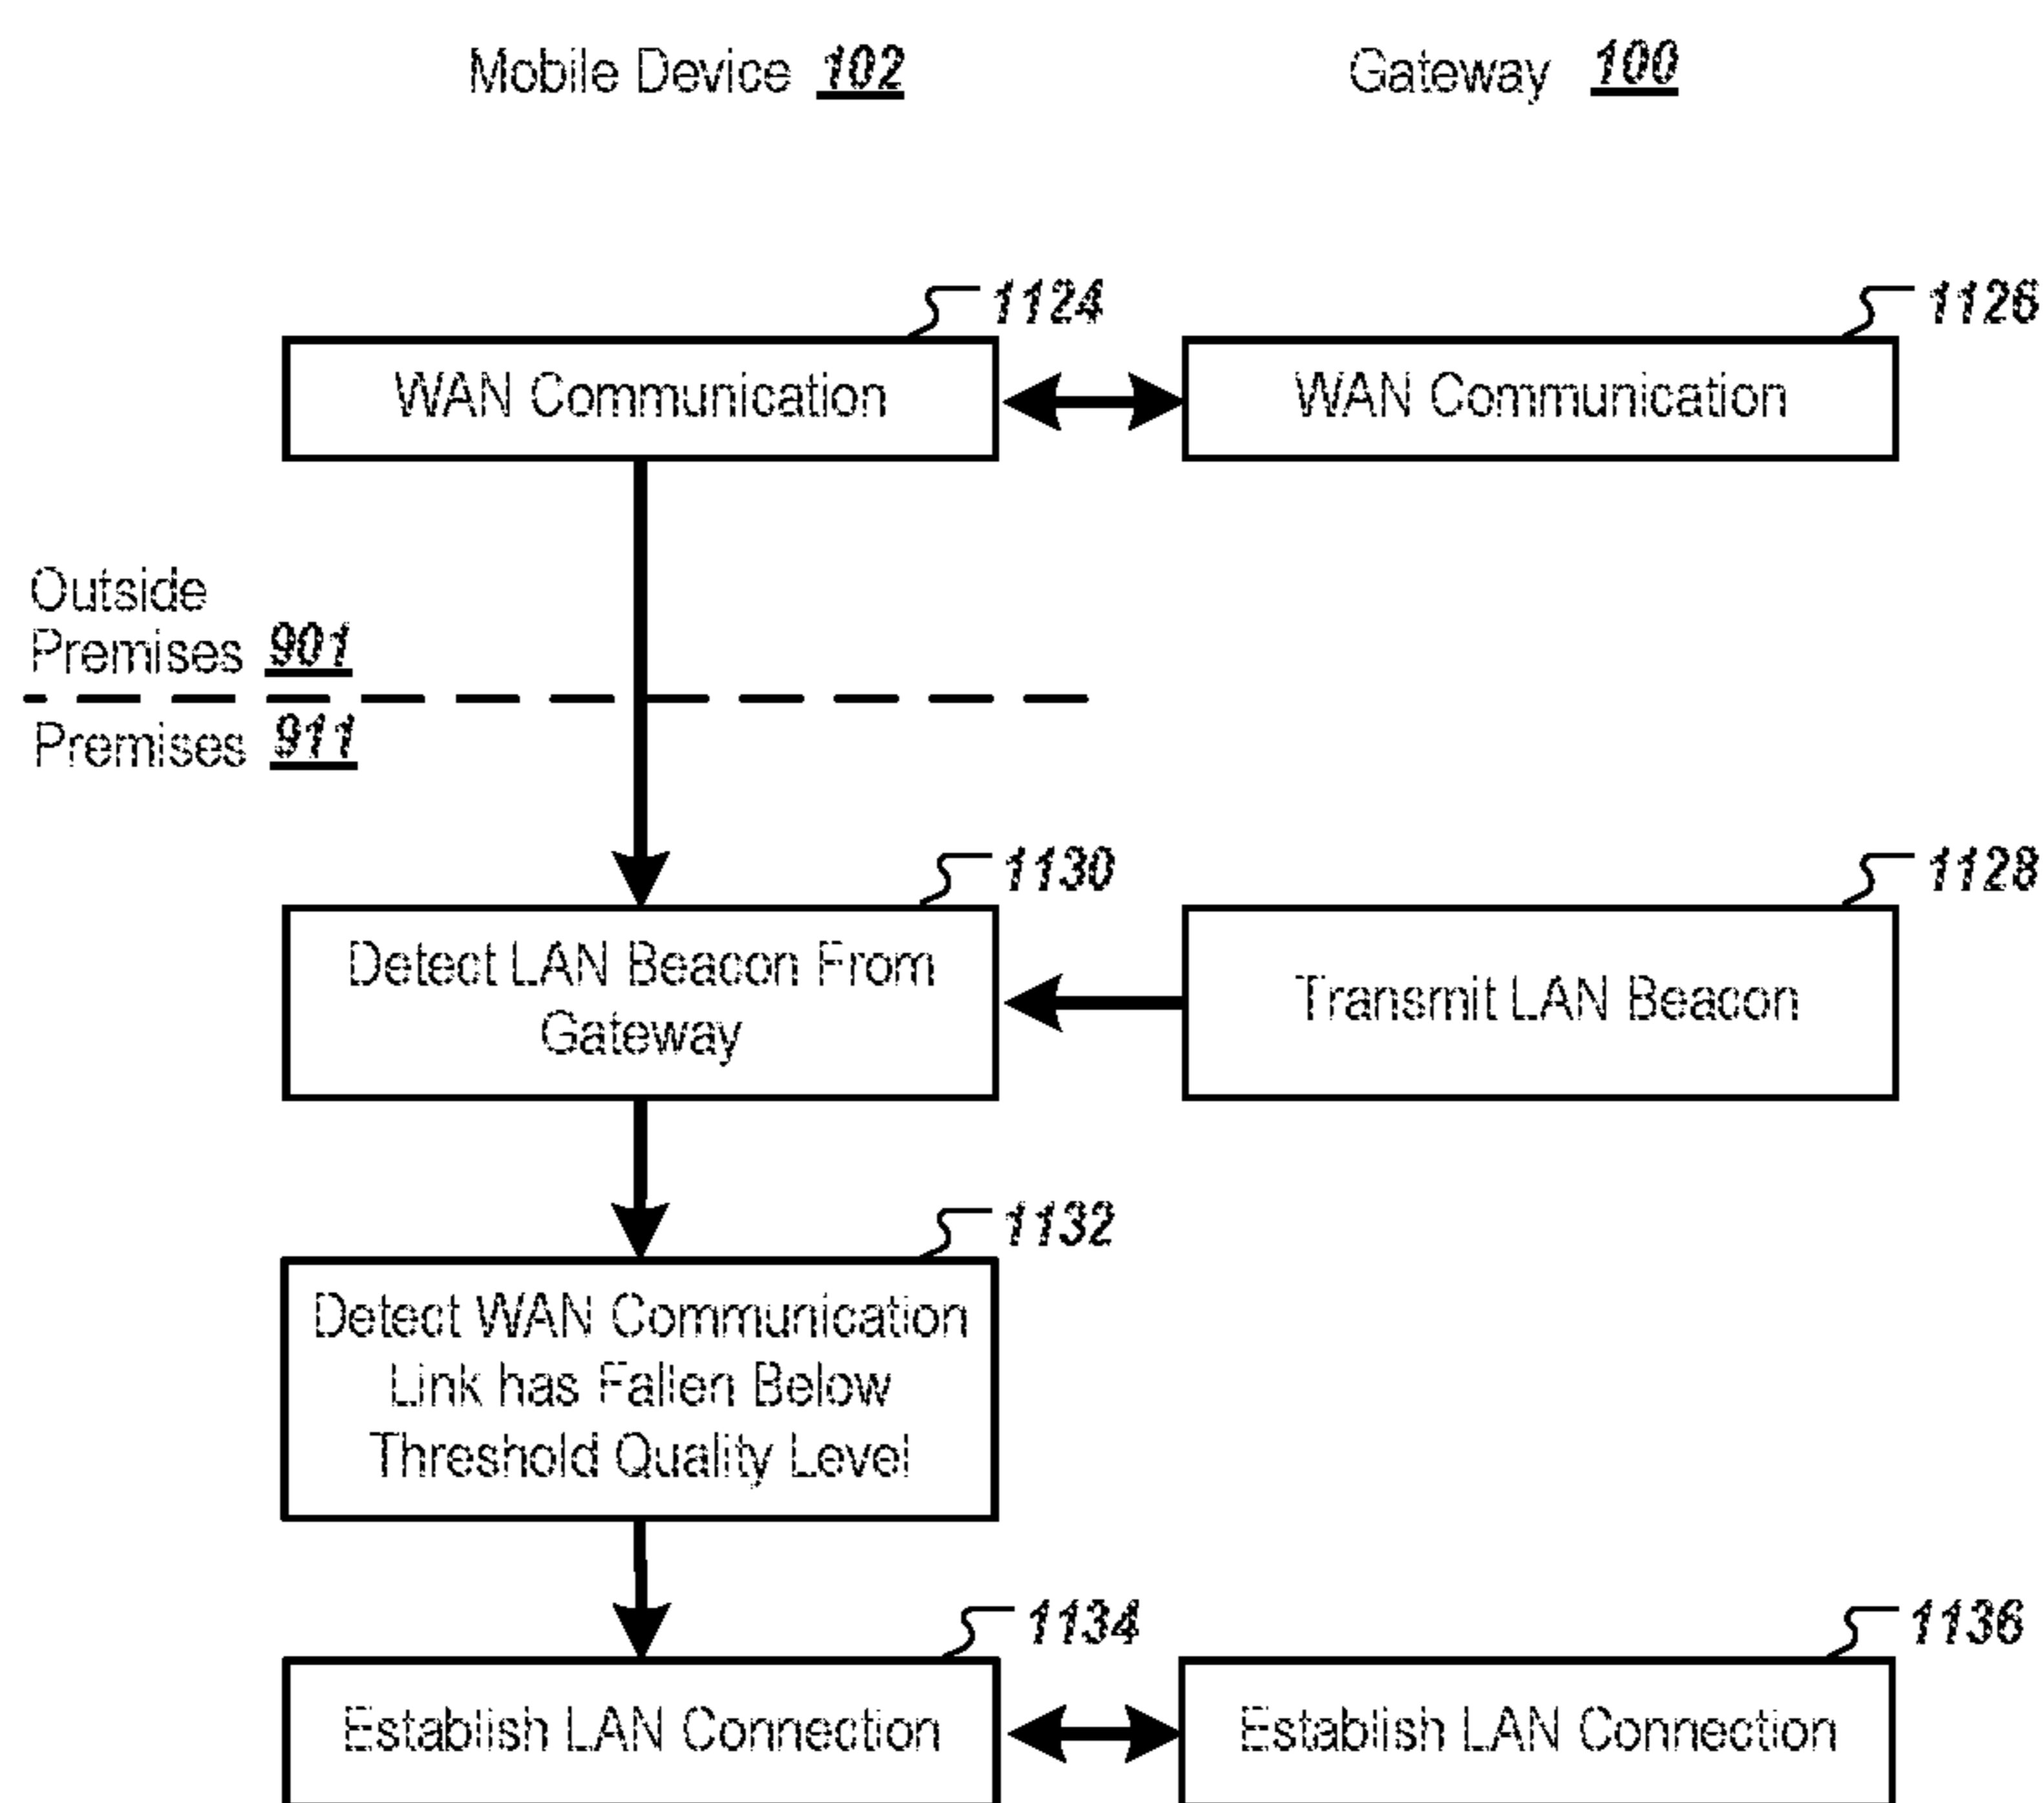 Mobile Device 102
Gateway 100
1124
1126
WAN Communication
WAN Communication
Outside
Premises 901
Premises 911
1130
1128
Detect LAN Beacon From
Gateway
Transmit LAN Beacon
1132
Detect WAN Communication
Link has Fallen Below
Threshold Quality Level
1134
1136
Establish LAN Connection
Establish LAN Connection